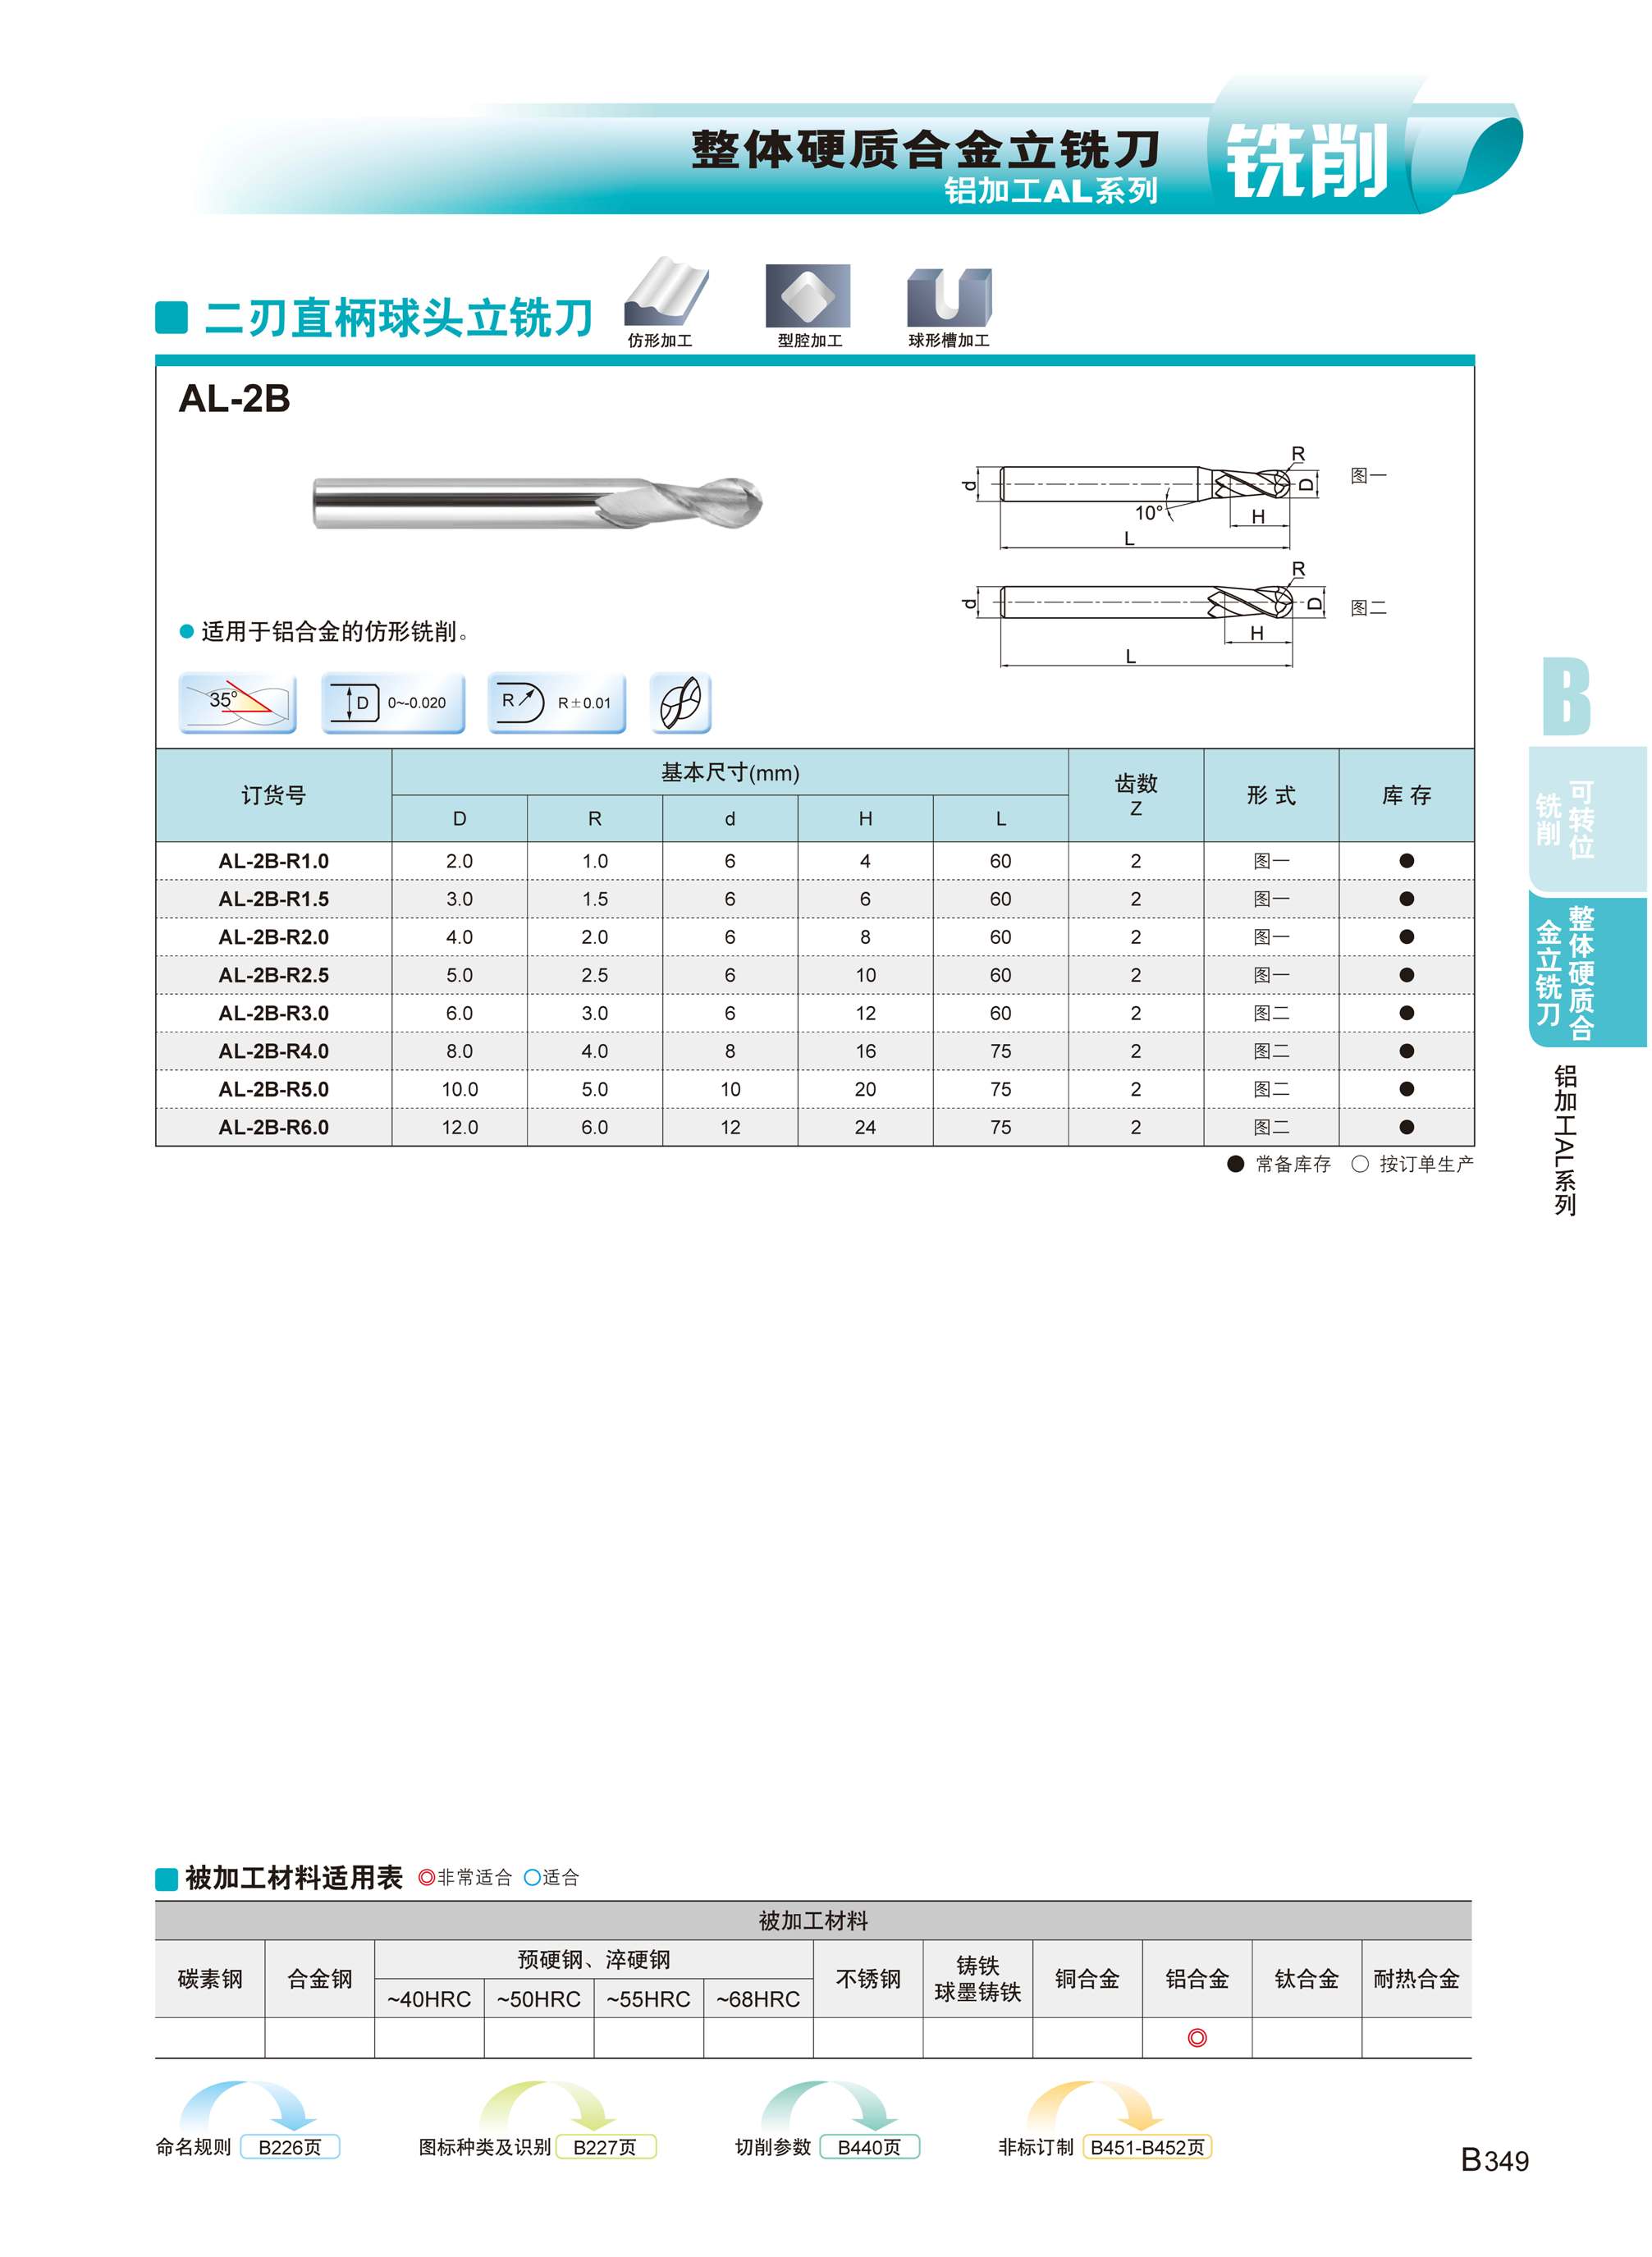 整体硬质合金立铣刀
铝加工AL系列
铣削
二刃直柄球头立铣刀
仿形加工
型腔加工
球形槽加工
AL-2B
R
图一
d
D
10°
H
L
R
图二
d
D
H
L
适用于铝合金的仿形铣削。
35°
D 0~-0.020
R R±0.01
订货号 基本尺寸(mm) 齿数 Z 形 式 库 存
D R d H L
AL-2B-R1.0 2.0 1.0 6 4 60 2 图一 ●
AL-2B-R1.5 3.0 1.5 6 6 60 2 图一 ●
AL-2B-R2.0 4.0 2.0 6 8 60 2 图一 ●
AL-2B-R2.5 5.0 2.5 6 10 60 2 图一 ●
AL-2B-R3.0 6.0 3.0 6 12 60 2 图二 ●
AL-2B-R4.0 8.0 4.0 8 16 75 2 图二 ●
AL-2B-R5.0 10.0 5.0 10 20 75 2 图二 ●
AL-2B-R6.0 12.0 6.0 12 24 75 2 图二 ●
● 常备库存 ○ 按订单生产
B
可转位
铣削
整体硬质合
金立铣刀
铝加工AL系列
被加工材料适用表 ◎非常适合 ○适合
被加工材料
碳素钢 合金钢 预硬钢、淬硬钢 不锈钢 铸铁 球墨铸铁 铜合金 铝合金 钛合金 耐热合金
~40HRC ~50HRC ~55HRC ~68HRC
◎
命名规则 B226页
图标种类及识别 B227页
切削参数 B440页
非标订制 B451-B452页
B349